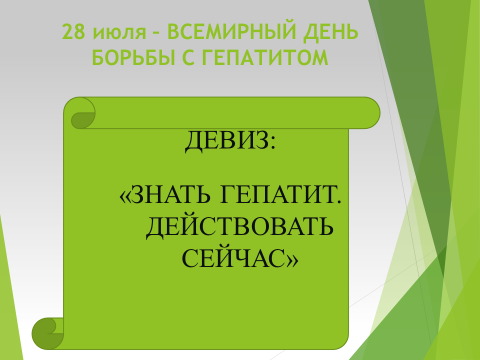 28 июля – ВСЕМИРНЫЙ ДЕНЬ
БОРЬБЫ С ГЕПАТИТОМ
ДЕВИЗ:
«ЗНАТЬ ГЕПАТИТ.
ДЕЙСТВОВАТЬ
СЕЙЧАС»